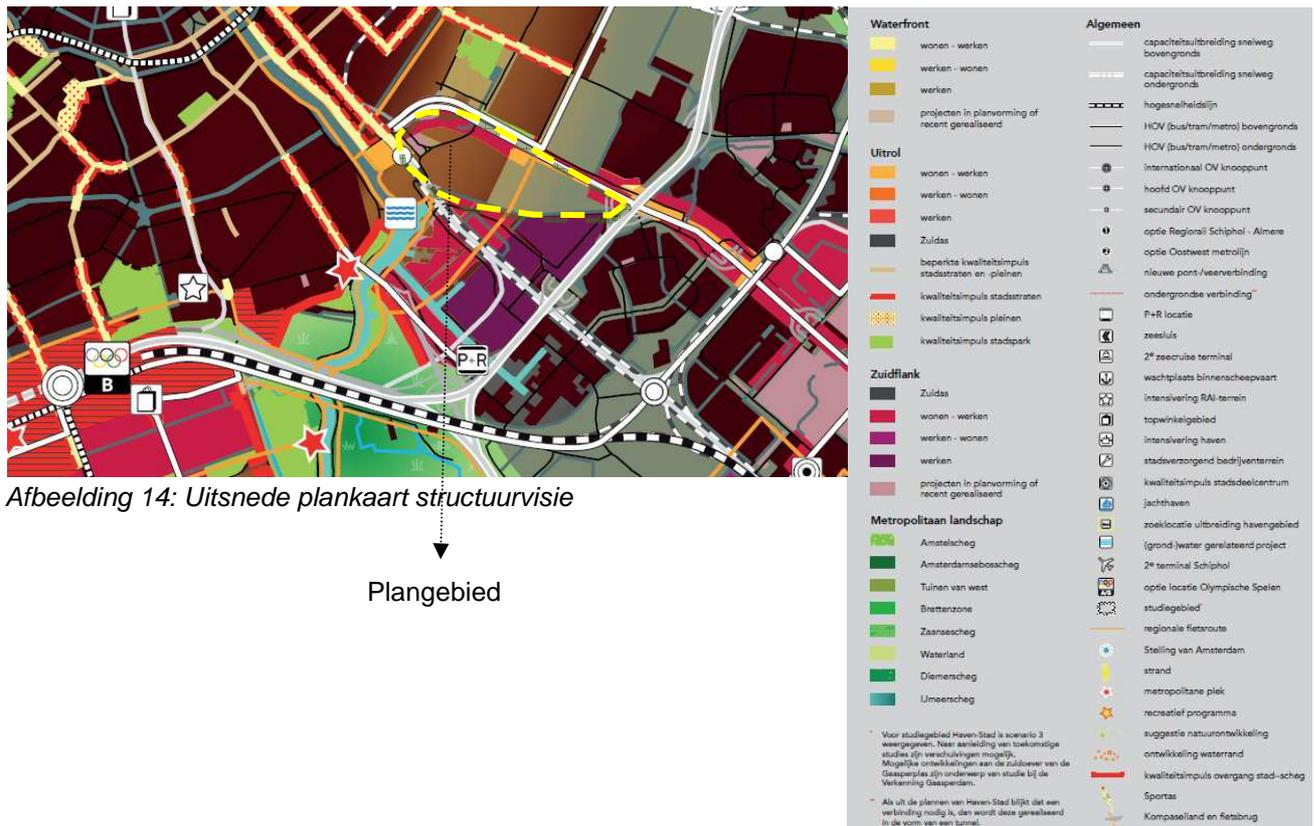 P+R
B
Afbeelding 14: Uitsnede plankaart structuurvisie
Plangebied
Waterfront
wonen - werken
werken - wonen
werken
projecten in planvorming of
recent gerealiseerd
Uitrol
wonen - werken
werken - wonen
werken
Zuidas
beperkte kwaliteitsimpuls
stadsstraten en -pleinen
kwaliteitsimpuls stadsstraten
kwaliteitsimpuls pleinen
kwaliteitsimpuls stadspark
Zuidflank
Zuidas
wonen - werken
werken - wonen
werken
projecten in planvorming of
recent gerealiseerd
Metropolitaan landschap
Amstelscheg
Amsterdamsebosscheg
Tuinen van west
Brettenzone
Zaansescheg
Waterland
Diemerscheg
IJmeerscheg
* Voor studiegebied Haven-Stad is scenario 3
weergegeven. Naar aanleiding van toekomstige
studies zijn verschuivingen mogelijk.
Mogelijke ontwikkelingen aan de zuidoever van de
Gaasperplas zijn onderwerp van studie bij de
Verkenning Gaasperdam.
** Als uit de plannen van Haven-Stad blijkt dat een
verbinding nodig is, dan wordt deze gerealiseerd
in de vorm van een tunnel.
Algemeen
capaciteitsuitbreiding snelweg
bovengronds
capaciteitsuitbreiding snelweg
ondergronds
hogesnelheidslijn
HOV (bus/tram/metro) bovengronds
HOV (bus/tram/metro) ondergronds
internationaal OV knooppunt
hoofd OV knooppunt
secundair OV knooppunt
optie Regiorail Schiphol - Almere
optie Oostwest metrolijn
nieuwe pont-/veerverbinding
ondergrondse verbinding**
P+R locatie
zeesluis
2e zeecruise terminal
wachtplaats binnenscheepvaart
intensivering RAI-terrein
topwinkelgebied
intensivering haven
stadsverzorgend bedrijventerrein
kwaliteitsimpuls stadsdeelcentrum
jachthaven
zoeklocatie uitbreiding havengebied
(grond-)water gerelateerd project
2e terminal Schiphol
optie locatie Olympische Spelen
studiegebied*
regionale fietsroute
Stelling van Amsterdam
strand
metropolitane plek
recreatief programma
suggestie natuurontwikkeling
ontwikkeling waterrand
kwaliteitsimpuls overgang stad-scheg
Sportas
Kompaseiland en fietsbrug